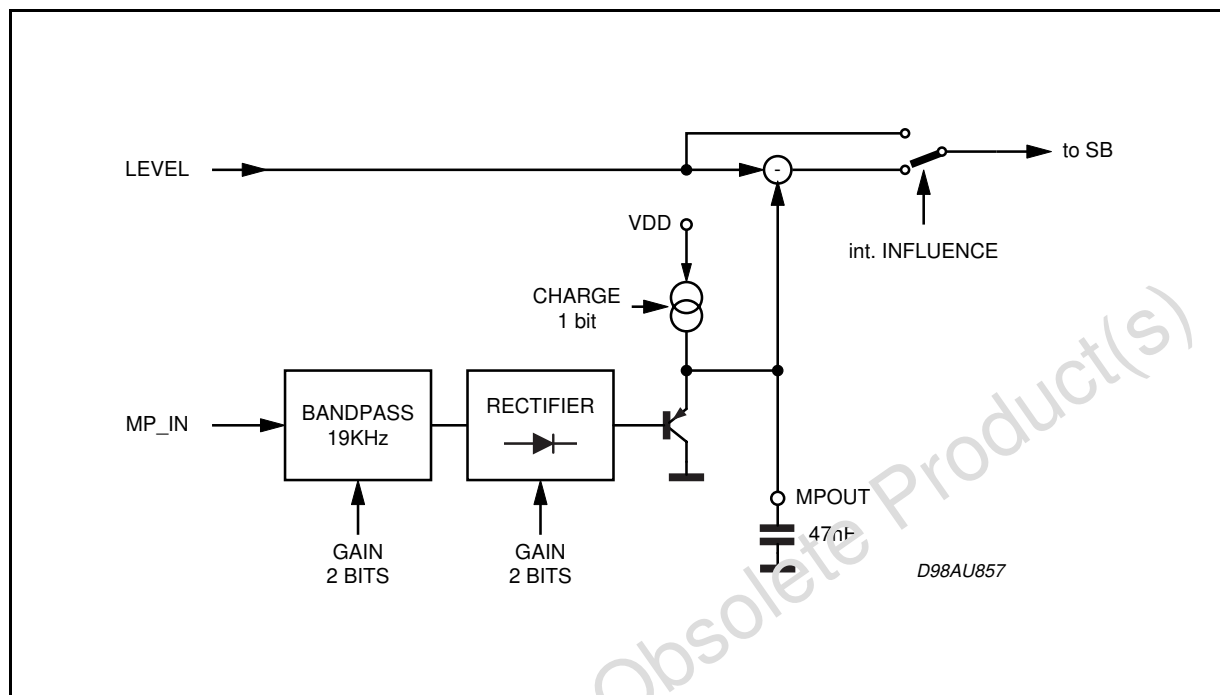 LEVEL
to SB
VDD
int. INFLUENCE
CHARGE
1 bit
MP_IN
BANDPASS
19KHz
RECTIFIER
MPOUT
GAIN
2 BITS
GAIN
2 BITS
D98AU857
Obsolete Product(s)